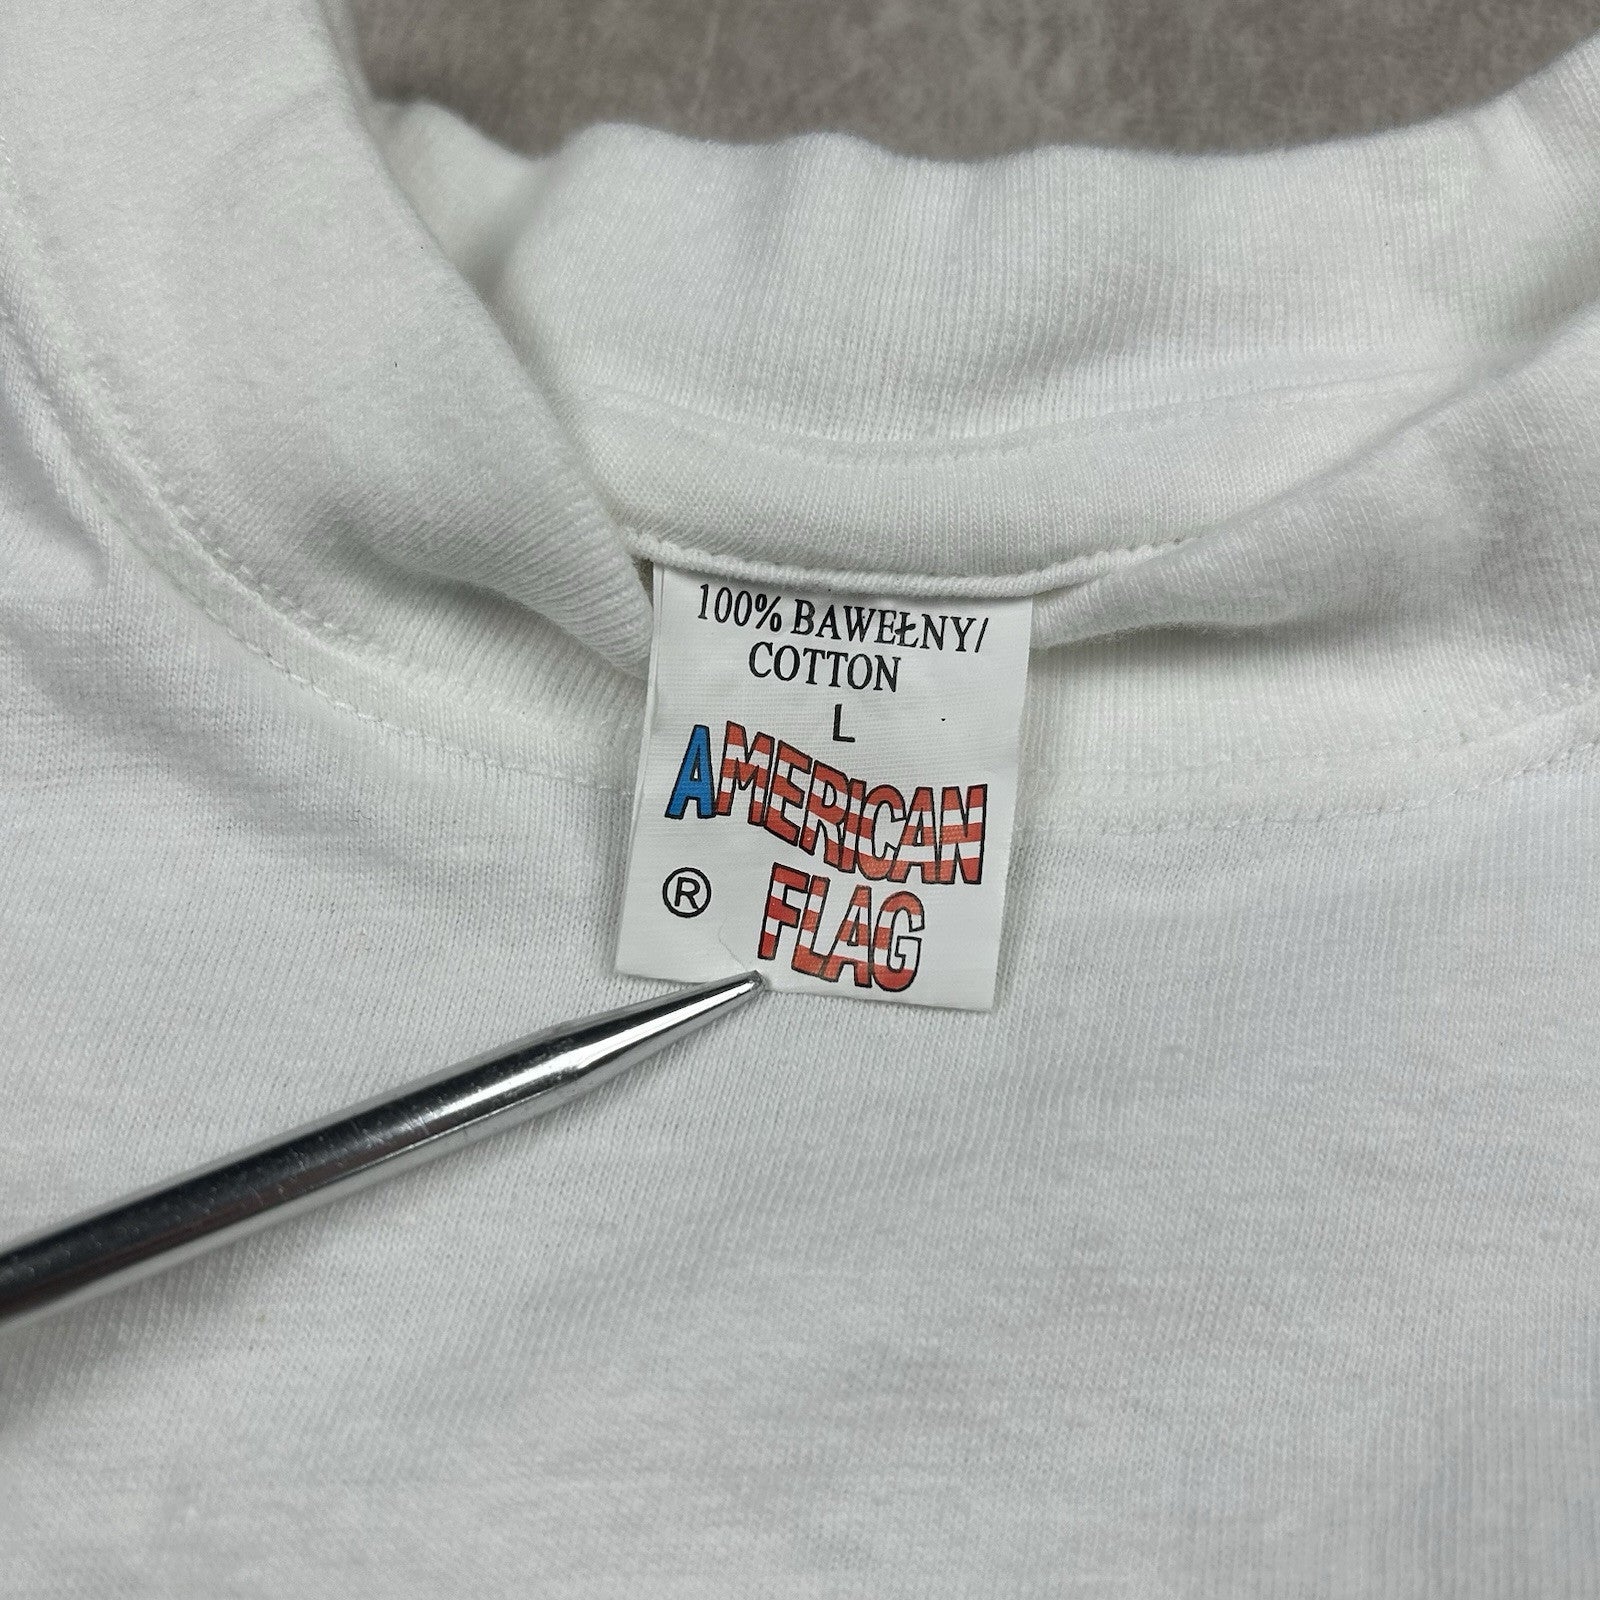 100% BAWEŁNY/
COTTON
L
AMERICAN
® FLAG